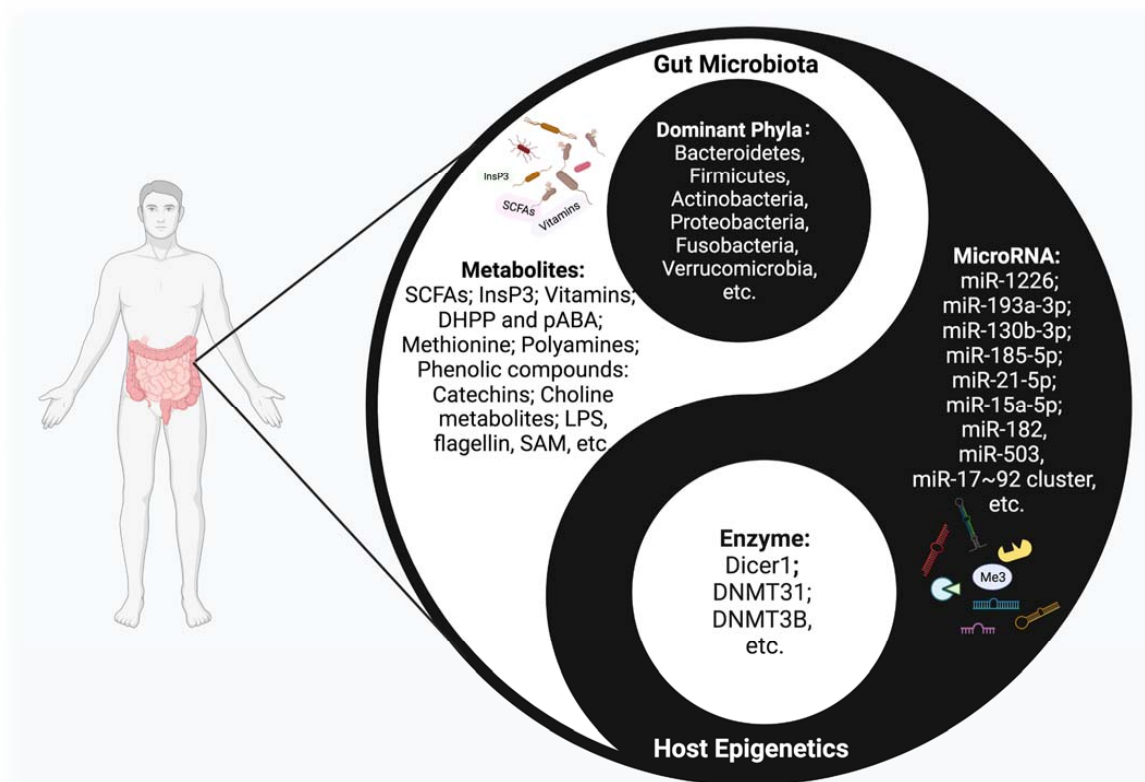 Gut Microbiota
Dominant Phyla:
Bacteroidetes,
Firmicutes,
Actinobacteria,
Proteobacteria,
Fusobacteria,
Verrucomicrobia,
etc.
InsP3
SCFAs
Vitamins
Metabolites:
SCFAs; InsP3; Vitamins;
DHPP and pABA;
Methionine; Polyamines;
Phenolic compounds:
Catechins; Choline
metabolites; LPS,
flagellin, SAM, etc
MicroRNA:
miR-1226;
miR-193a-3p;
miR-130b-3p;
miR-185-5p;
miR-21-5p;
miR-15a-5p;
miR-182,
miR-503,
miR-17~92 cluster,
etc.
Me3
Enzyme:
Dicer1;
DNMT31;
DNMT3B,
etc.
Host Epigenetics